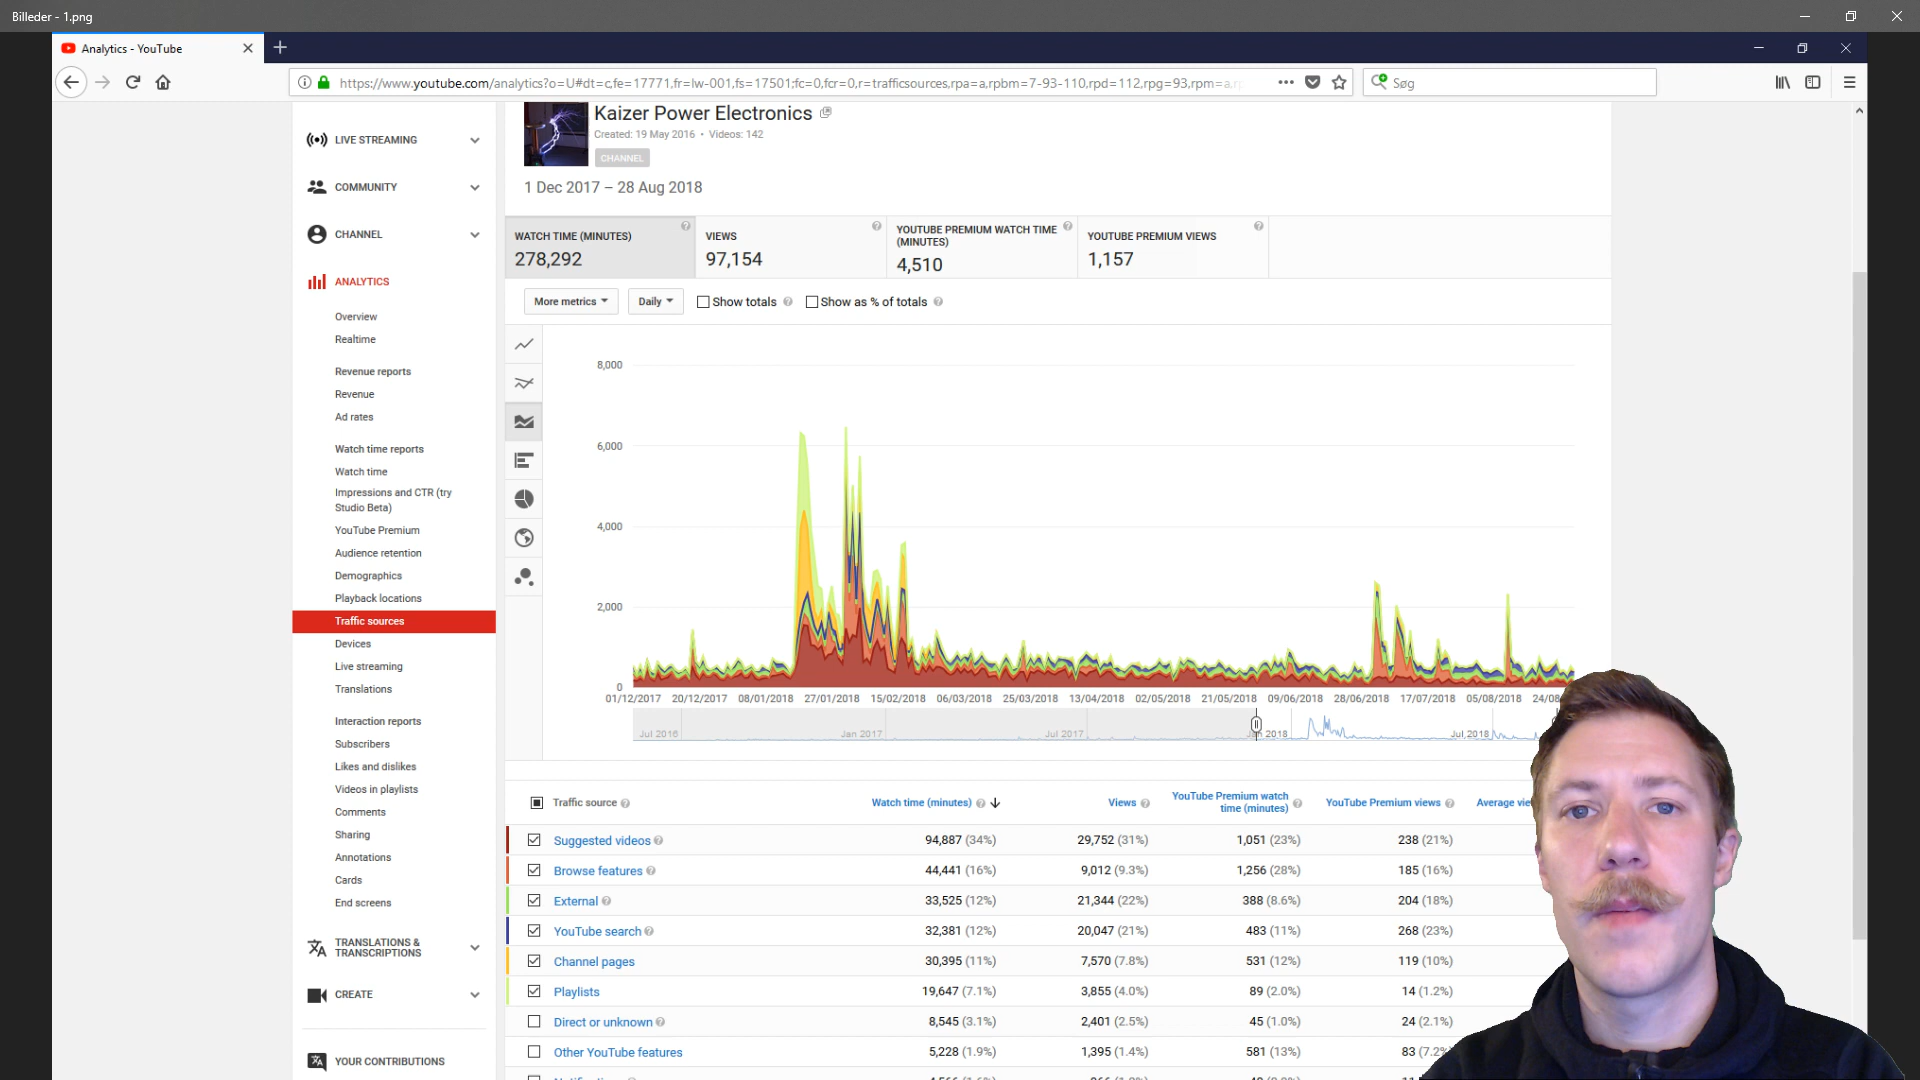 Billeder - 1.png
Analytics - YouTube
https://www.youtube.com/analytics?o=U#dt=c,fe=17771,fr=lw-001,fs=17501;fc=0,fcr=0,r=trafficsources,rpa=a,rpbm=7-93-110,rpd=112,rpg=93,rpm=a,r
Søg
Kaizer Power Electronics
Created: 19 May 2016 • Videos: 142
CHANNEL
1 Dec 2017 – 28 Aug 2018
LIVE STREAMING
COMMUNITY
CHANNEL
ANALYTICS
Overview
Realtime
Revenue reports
Revenue
Ad rates
Watch time reports
Watch time
Impressions and CTR (try
Studio Beta)
YouTube Premium
Audience retention
Demographics
Playback locations
Traffic sources
Devices
Live streaming
Translations
Interaction reports
Subscribers
Likes and dislikes
Videos in playlists
Comments
Sharing
Annotations
Cards
End screens
TRANSLATIONS &
TRANSCRIPTIONS
CREATE
YOUR CONTRIBUTIONS
WATCH TIME (MINUTES)
278,292
VIEWS
97,154
YOUTUBE PREMIUM WATCH TIME
(MINUTES)
4,510
YOUTUBE PREMIUM VIEWS
1,157
More metrics Daily Show totals Show as % of totals
8,000
6,000
4,000
2,000
0
01/12/2017 20/12/2017 08/01/2018 27/01/2018 15/02/2018 06/03/2018 25/03/2018 13/04/2018 02/05/2018 21/05/2018 09/06/2018 28/06/2018 17/07/2018 05/08/2018 24/08
Jul 2016 Jan 2017 Jul 2017 2018 Jul 2018
Traffic source Watch time (minutes) Views YouTube Premium watch time (minutes) YouTube Premium views Average vie
Suggested videos 94,887 (34%) 29,752 (31%) 1,051 (23%) 238 (21%)
Browse features 44,441 (16%) 9,012 (9.3%) 1,256 (28%) 185 (16%)
External 33,525 (12%) 21,344 (22%) 388 (8.6%) 204 (18%)
YouTube search 32,381 (12%) 20,047 (21%) 483 (11%) 268 (23%)
Channel pages 30,395 (11%) 7,570 (7.8%) 531 (12%) 119 (10%)
Playlists 19,647 (7.1%) 3,855 (4.0%) 89 (2.0%) 14 (1.2%)
Direct or unknown 8,545 (3.1%) 2,401 (2.5%) 45 (1.0%) 24 (2.1%)
Other YouTube features 5,228 (1.9%) 1,395 (1.4%) 581 (13%) 83 (7.2%